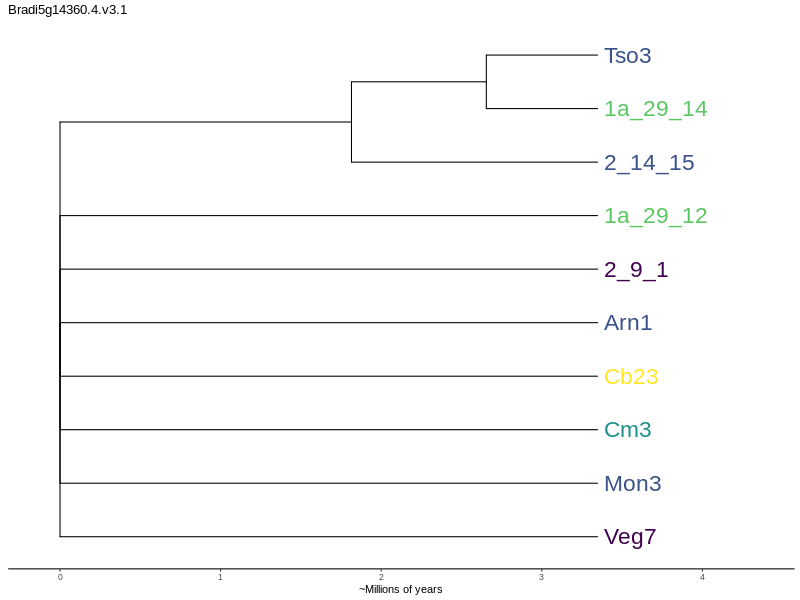 Bradi5g14360.4.v3.1
Tso3
1a_29_14
2_14_15
1a_29_12
2_9_1
Arn1
Cb23
Cm3
Mon3
Veg7
0 1 2 3 4
~Millions of years